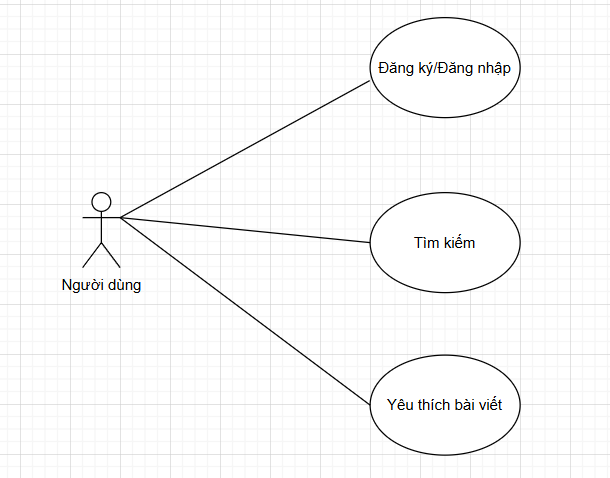 Đăng ký/Đăng nhập
Tìm kiếm
Người dùng
Yêu thích bài viết